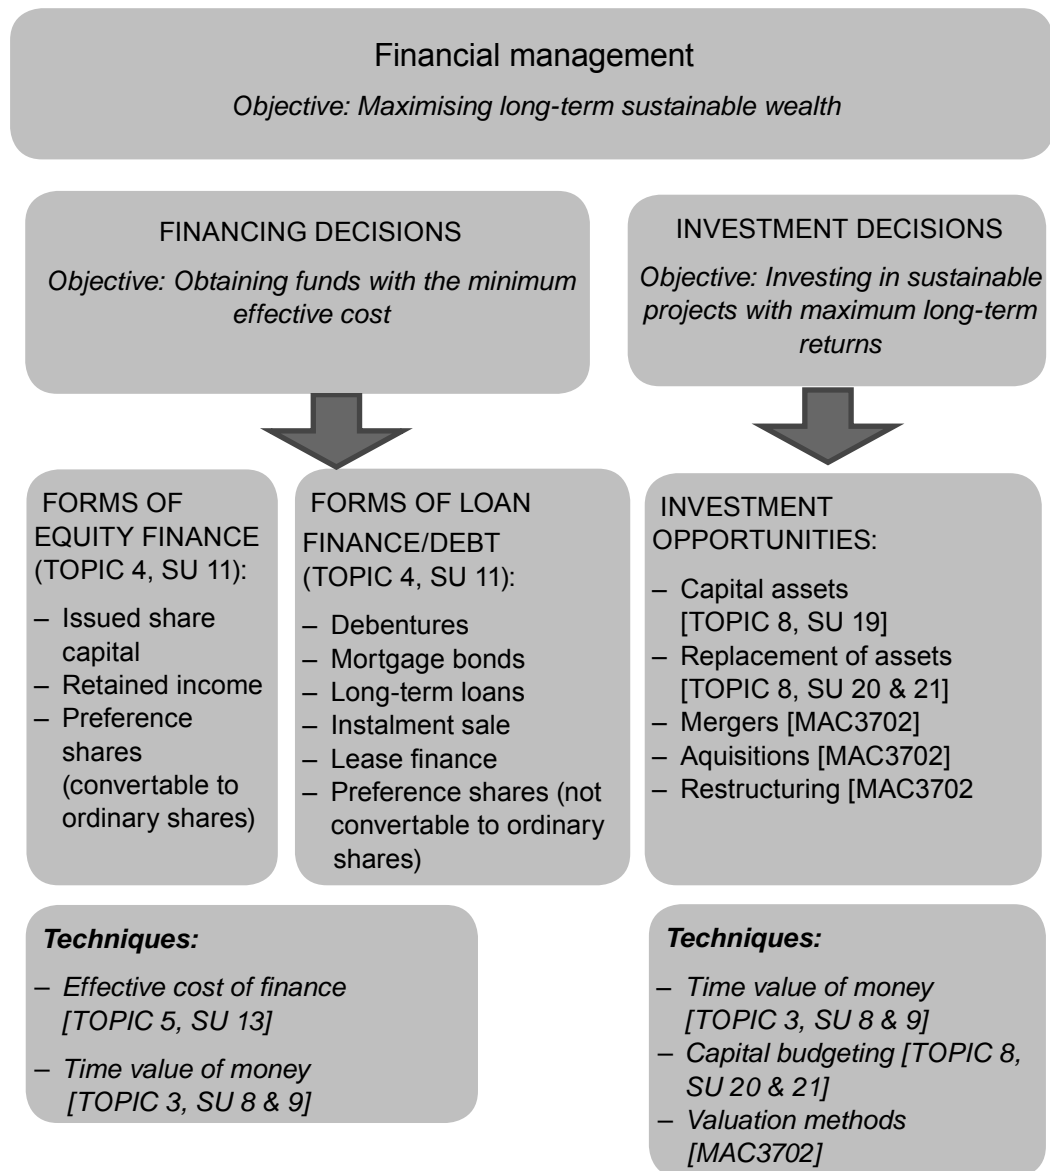 Financial management
Objective: Maximising long-term sustainable wealth
FINANCING DECISIONS
Objective: Obtaining funds with the minimum
effective cost
INVESTMENT DECISIONS
Objective: Investing in sustainable
projects with maximum long-term
returns
FORMS OF
EQUITY FINANCE
(TOPIC 4, SU 11):
– Issued share
capital
– Retained income
– Preference
shares
(convertable to
ordinary shares)
FORMS OF LOAN
FINANCE/DEBT
(TOPIC 4, SU 11):
– Debentures
– Mortgage bonds
– Long-term loans
– Instalment sale
– Lease finance
– Preference shares (not
convertable to ordinary
shares)
INVESTMENT
OPPORTUNITIES:
– Capital assets
[TOPIC 8, SU 19]
– Replacement of assets
[TOPIC 8, SU 20 & 21]
– Mergers [MAC3702]
– Aquisitions [MAC3702]
– Restructuring [MAC3702
Techniques:
– Effective cost of finance
[TOPIC 5, SU 13]
– Time value of money
[TOPIC 3, SU 8 & 9]
Techniques:
– Time value of money
[TOPIC 3, SU 8 & 9]
– Capital budgeting [TOPIC 8,
SU 20 & 21]
– Valuation methods
[MAC3702]